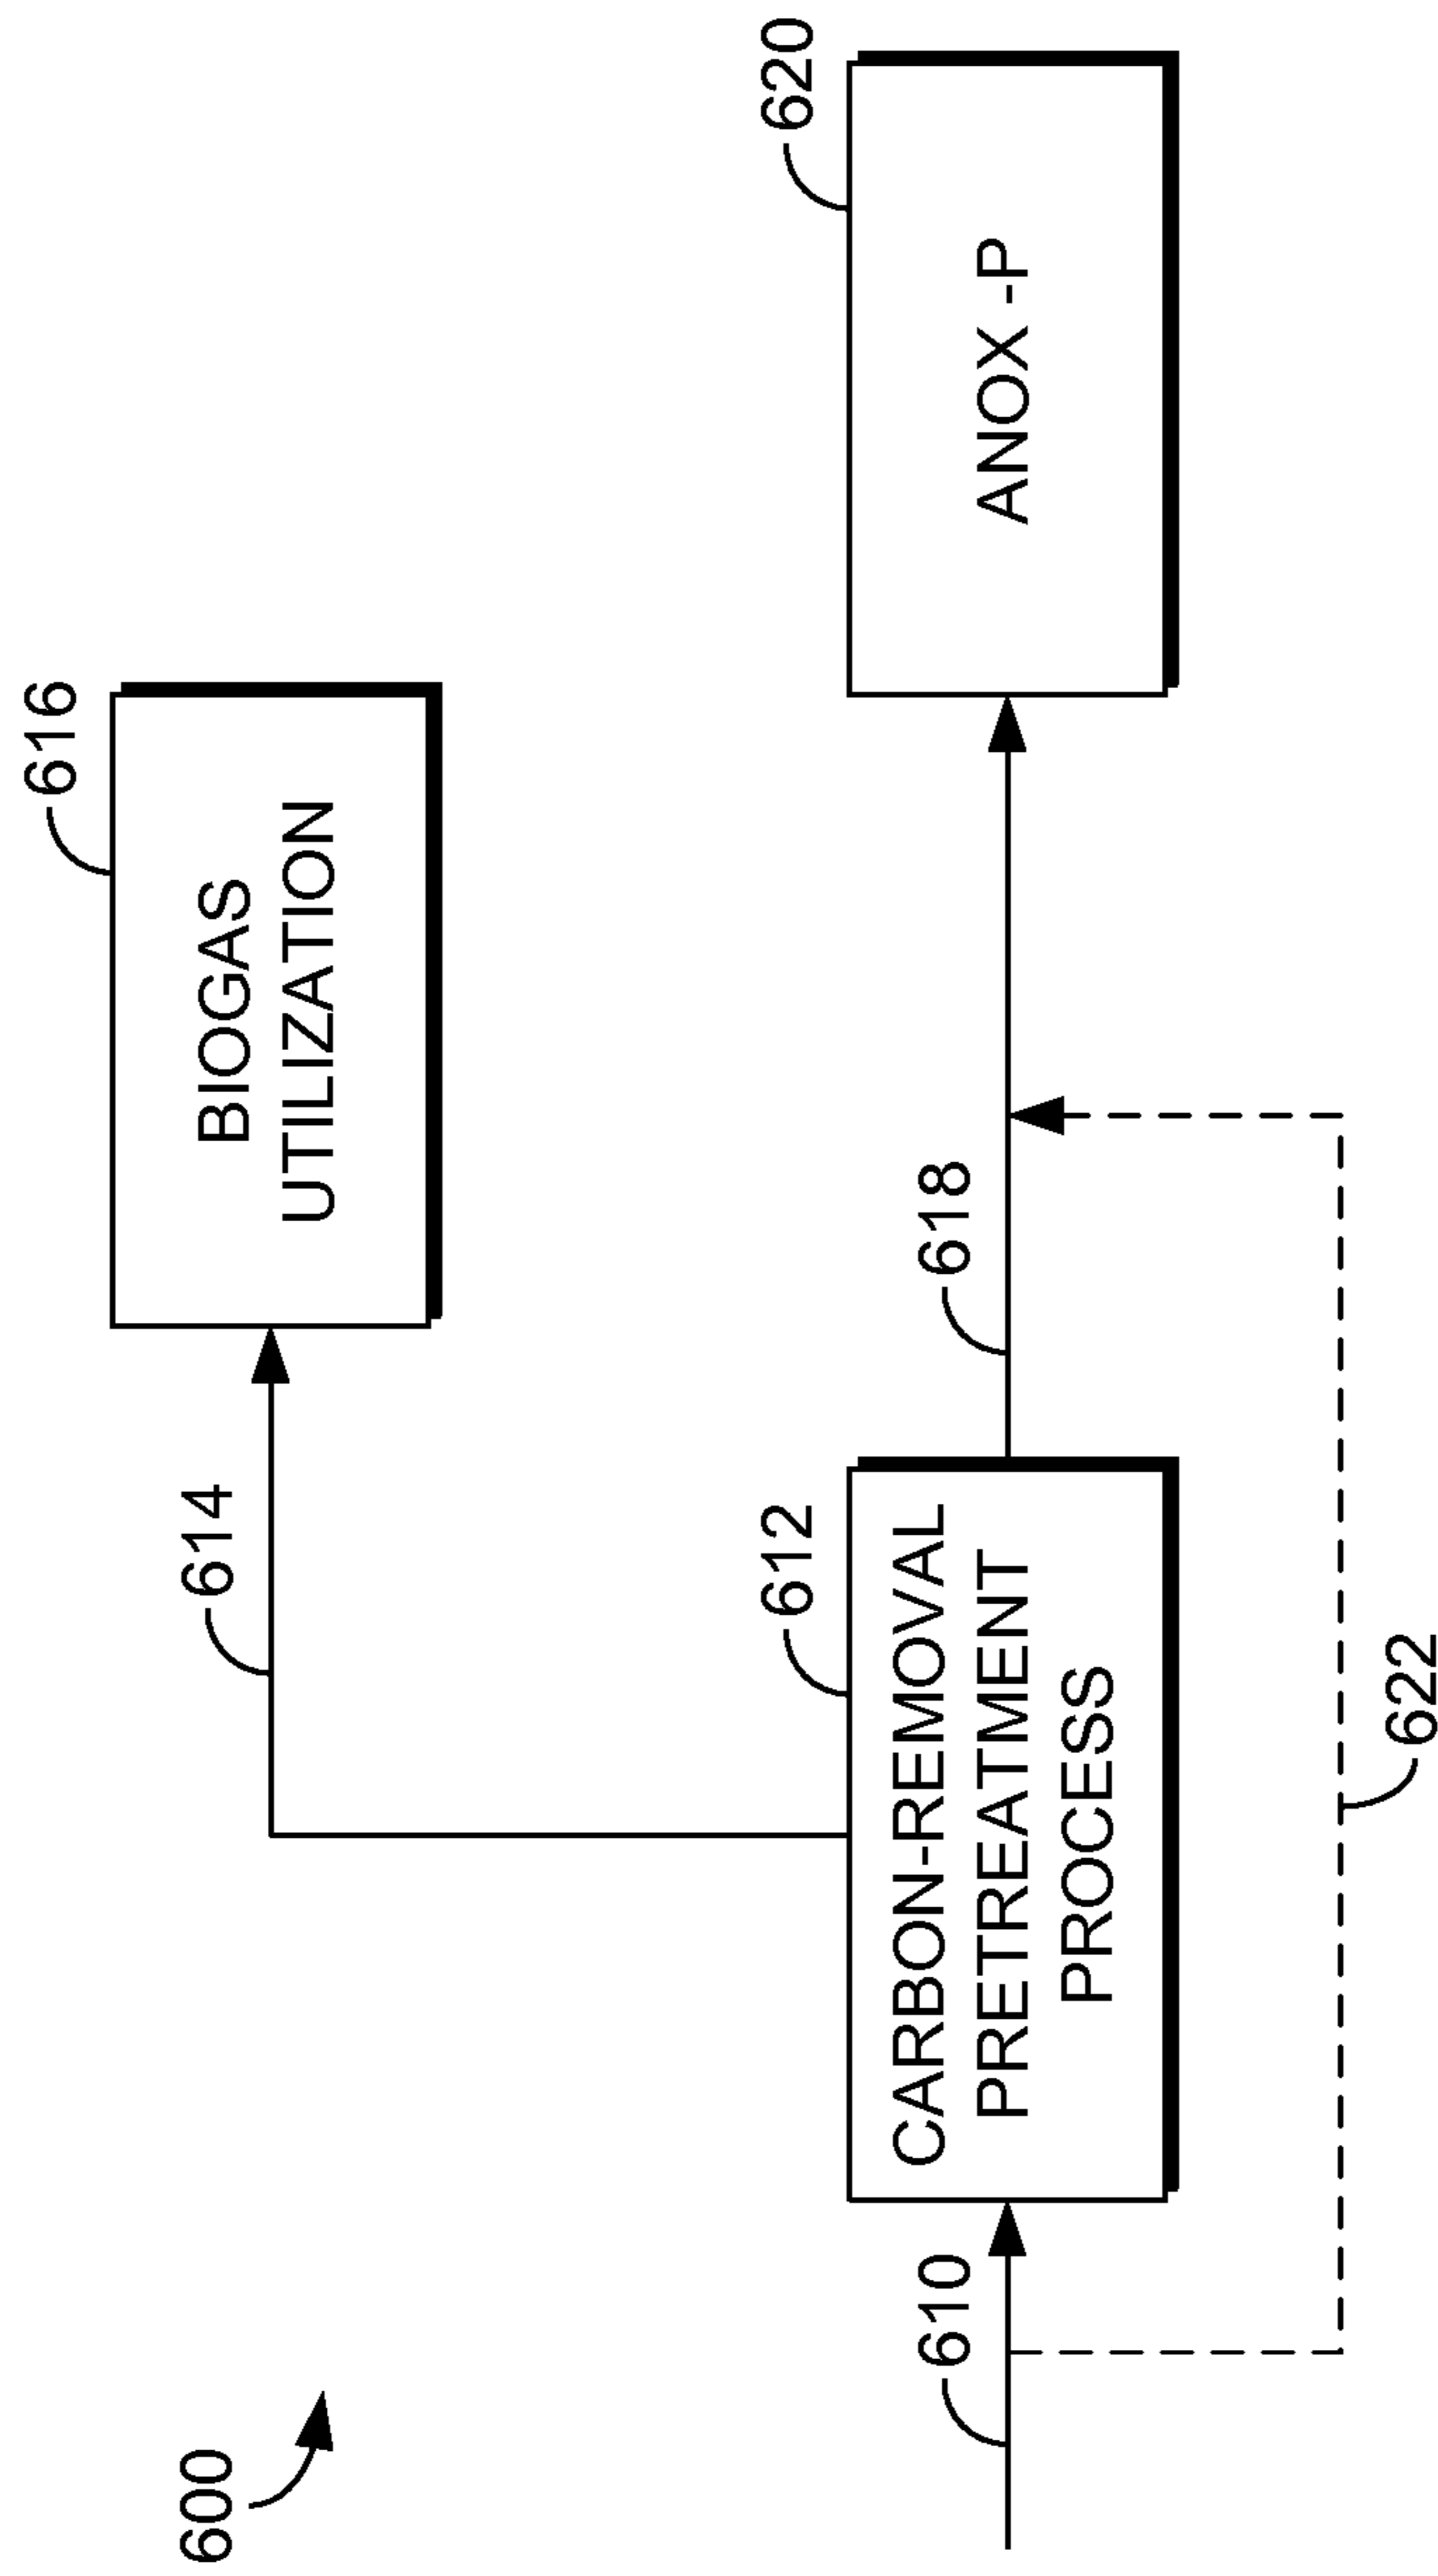 600
610
CARBON-REMOVAL
PRETREATMENT
PROCESS
612
614
BIOGAS
UTILIZATION
616
618
ANOX -P
620
622